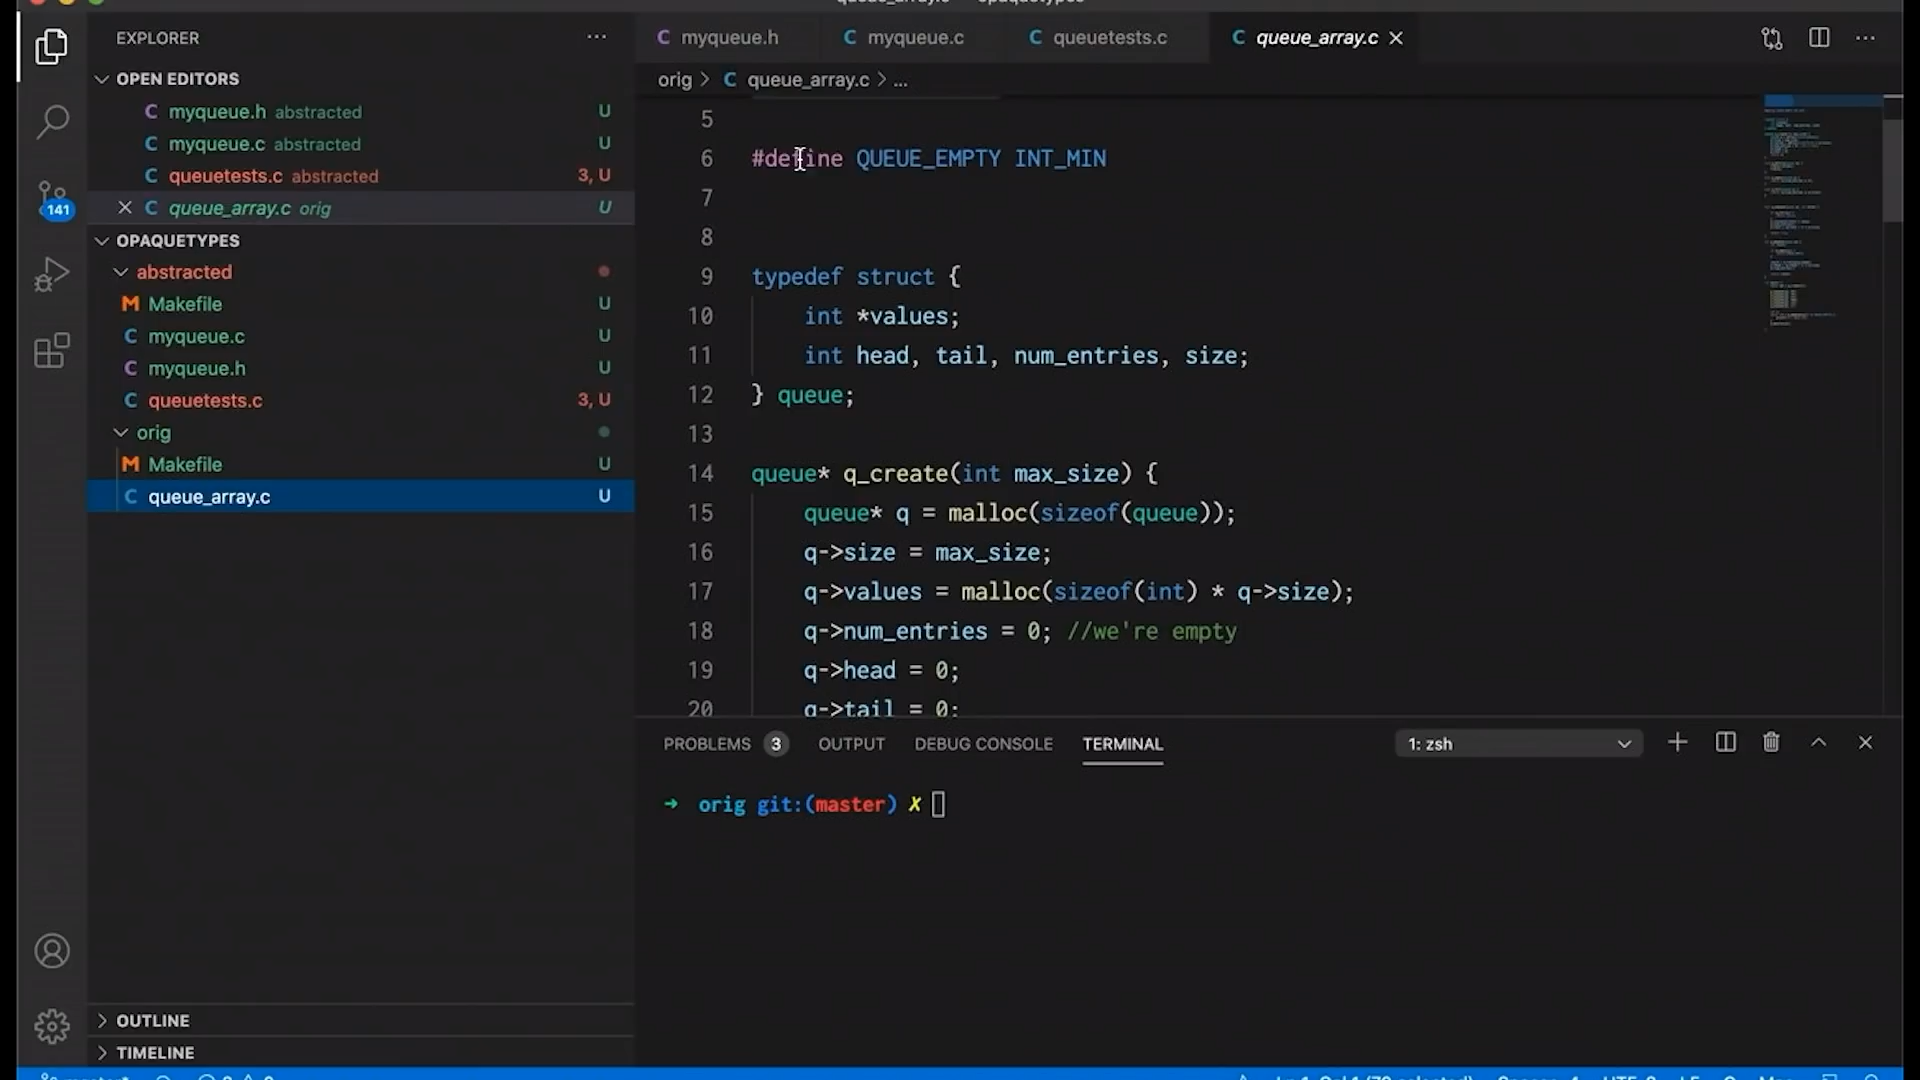 EXPLORER
OPEN EDITORS
myqueue.h abstracted U
myqueue.c abstracted U
queuetests.c abstracted 3, U
queue_array.c orig U
141
OPAQUETYPES
abstracted
Makefile U
myqueue.c U
myqueue.h U
queuetests.c 3, U
orig
Makefile U
queue_array.c U
OUTLINE
TIMELINE
myqueue.h myqueue.c queuetests.c queue_array.c
orig > C queue_array.c > ...
5
6 #define QUEUE_EMPTY INT_MIN
7
8
9 typedef struct {
10 int *values;
11 int head, tail, num_entries, size;
12 } queue;
13
14 queue* q_create(int max_size) {
15 queue* q = malloc(sizeof(queue));
16 q->size = max_size;
17 q->values = malloc(sizeof(int) * q->size);
18 q->num_entries = 0; //we're empty
19 q->head = 0;
20 q->tail = 0;
PROBLEMS 3 OUTPUT DEBUG CONSOLE TERMINAL 1: zsh
→ orig git:(master) ✗